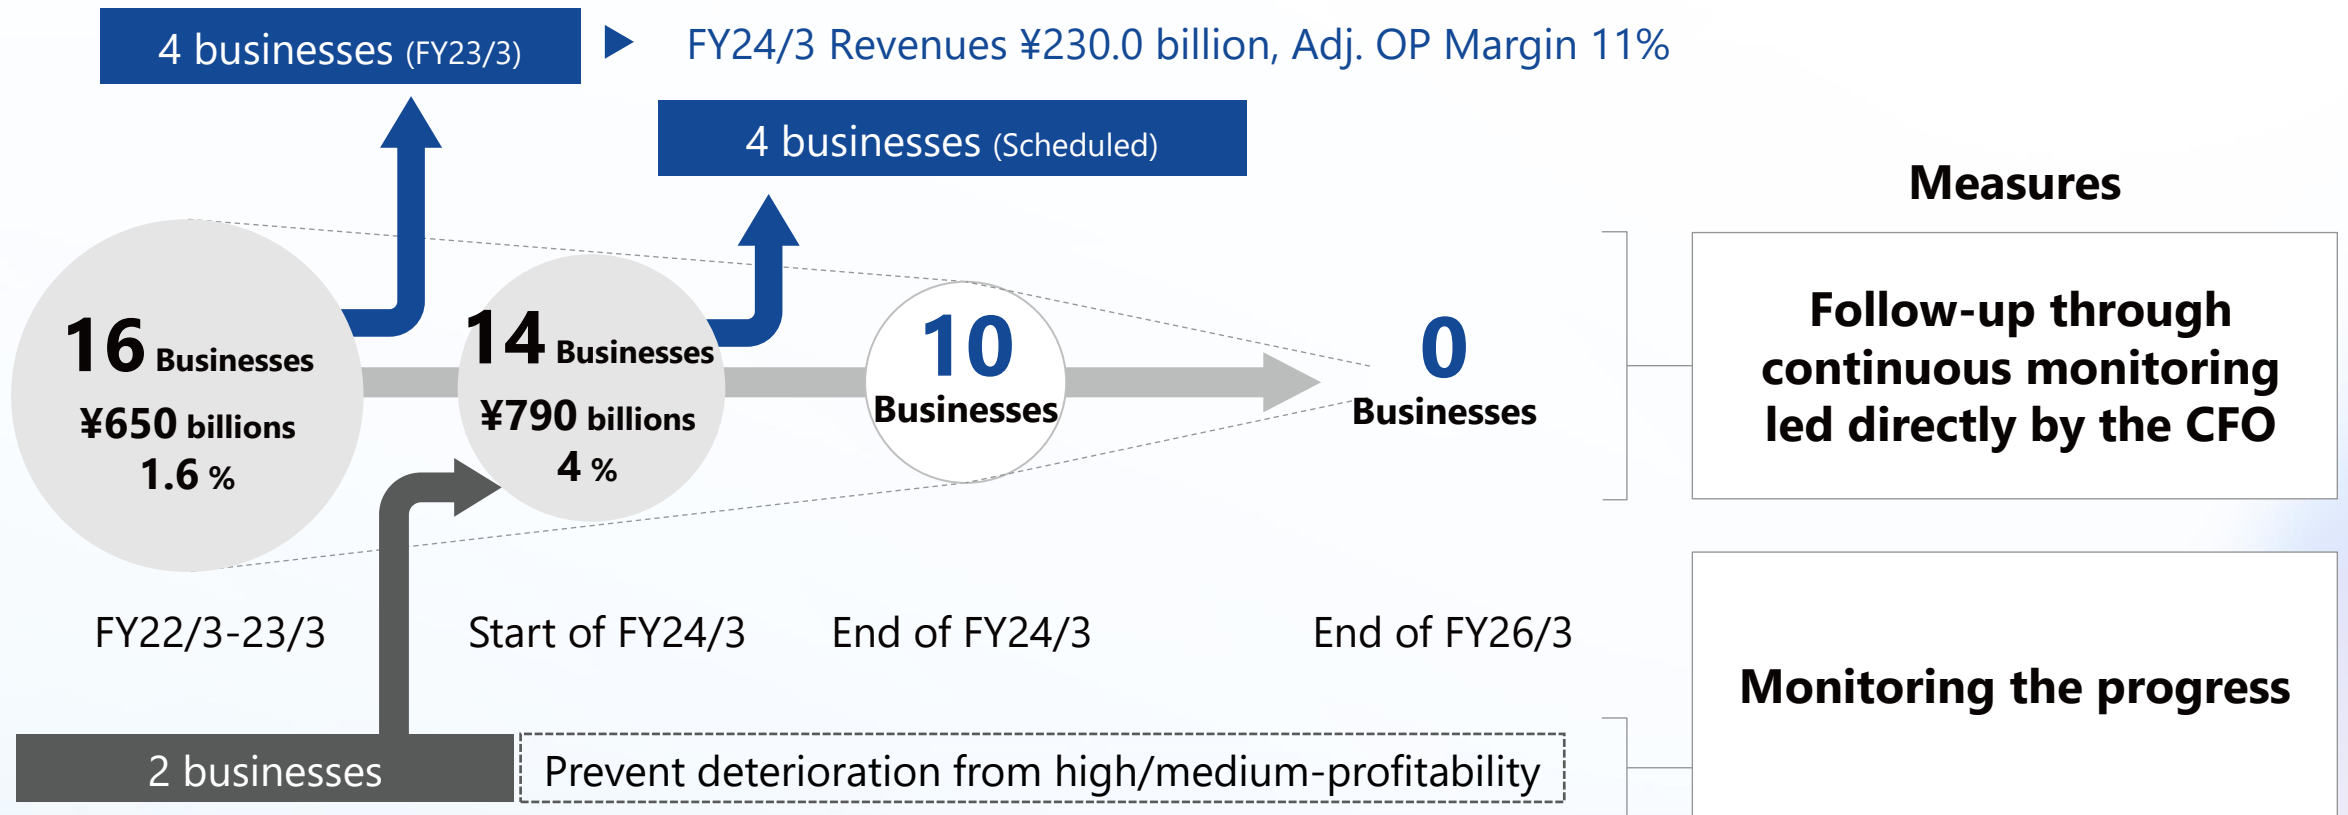 4 businesses (FY23/3)
FY24/3 Revenues ¥230.0 billion, Adj. OP Margin 11%
4 businesses (Scheduled)
Measures
16 Businesses
¥650 billions
1.6 %
14 Businesses
¥790 billions
4 %
10
Businesses
0
Businesses
Follow-up through
continuous monitoring
led directly by the CFO
FY22/3-23/3
Start of FY24/3
End of FY24/3
End of FY26/3
Monitoring the progress
2 businesses
Prevent deterioration from high/medium-profitability